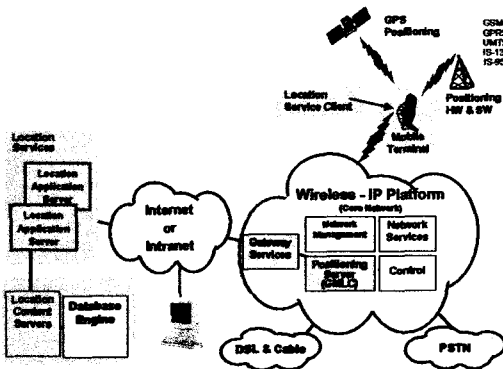 GPS
Positioning
GSM
GPRS
UMTS
Location
Service Client
Positioning
HW & SW
Mobile
Terminal
Location
Services
Location
Application
Server
Location
Application
Server
Internet
or
Intranet
Wireless - IP Platform
(Core Network)
Gateway
Services
Network
Management
Network
Services
Positioning
Server
(GMLC)
Control
Location
Content
Servers
Database
Engine
DSL & Cable
PSTN